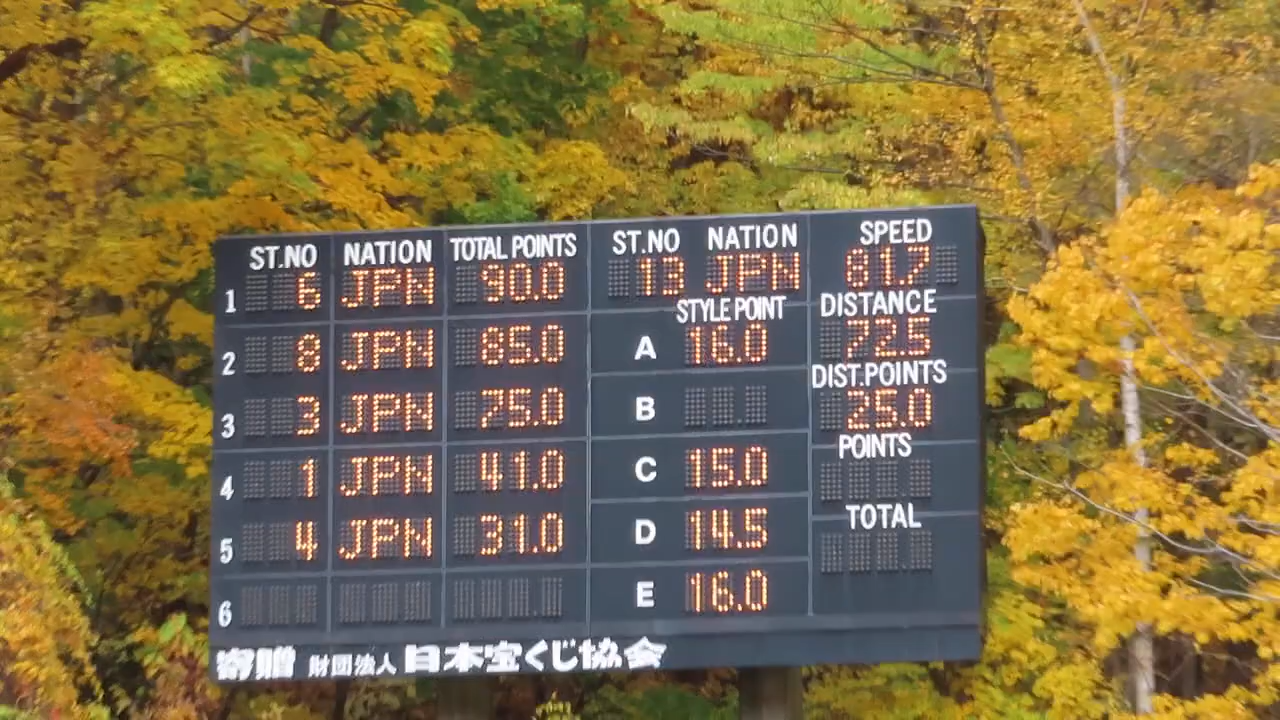 ST.NO NATION TOTAL POINTS
1 6 JPN 90.0
2 8 JPN 85.0
3 3 JPN 75.0
4 1 JPN 41.0
5 4 JPN 31.0
6
ST.NO NATION
13 JPN
STYLE POINT
A 16.0
B
C 15.0
D 14.5
E 16.0
SPEED
81.7
DISTANCE
72.5
DIST.POINTS
25.0
POINTS
TOTAL
寄贈 財団法人 日本宝くじ協会